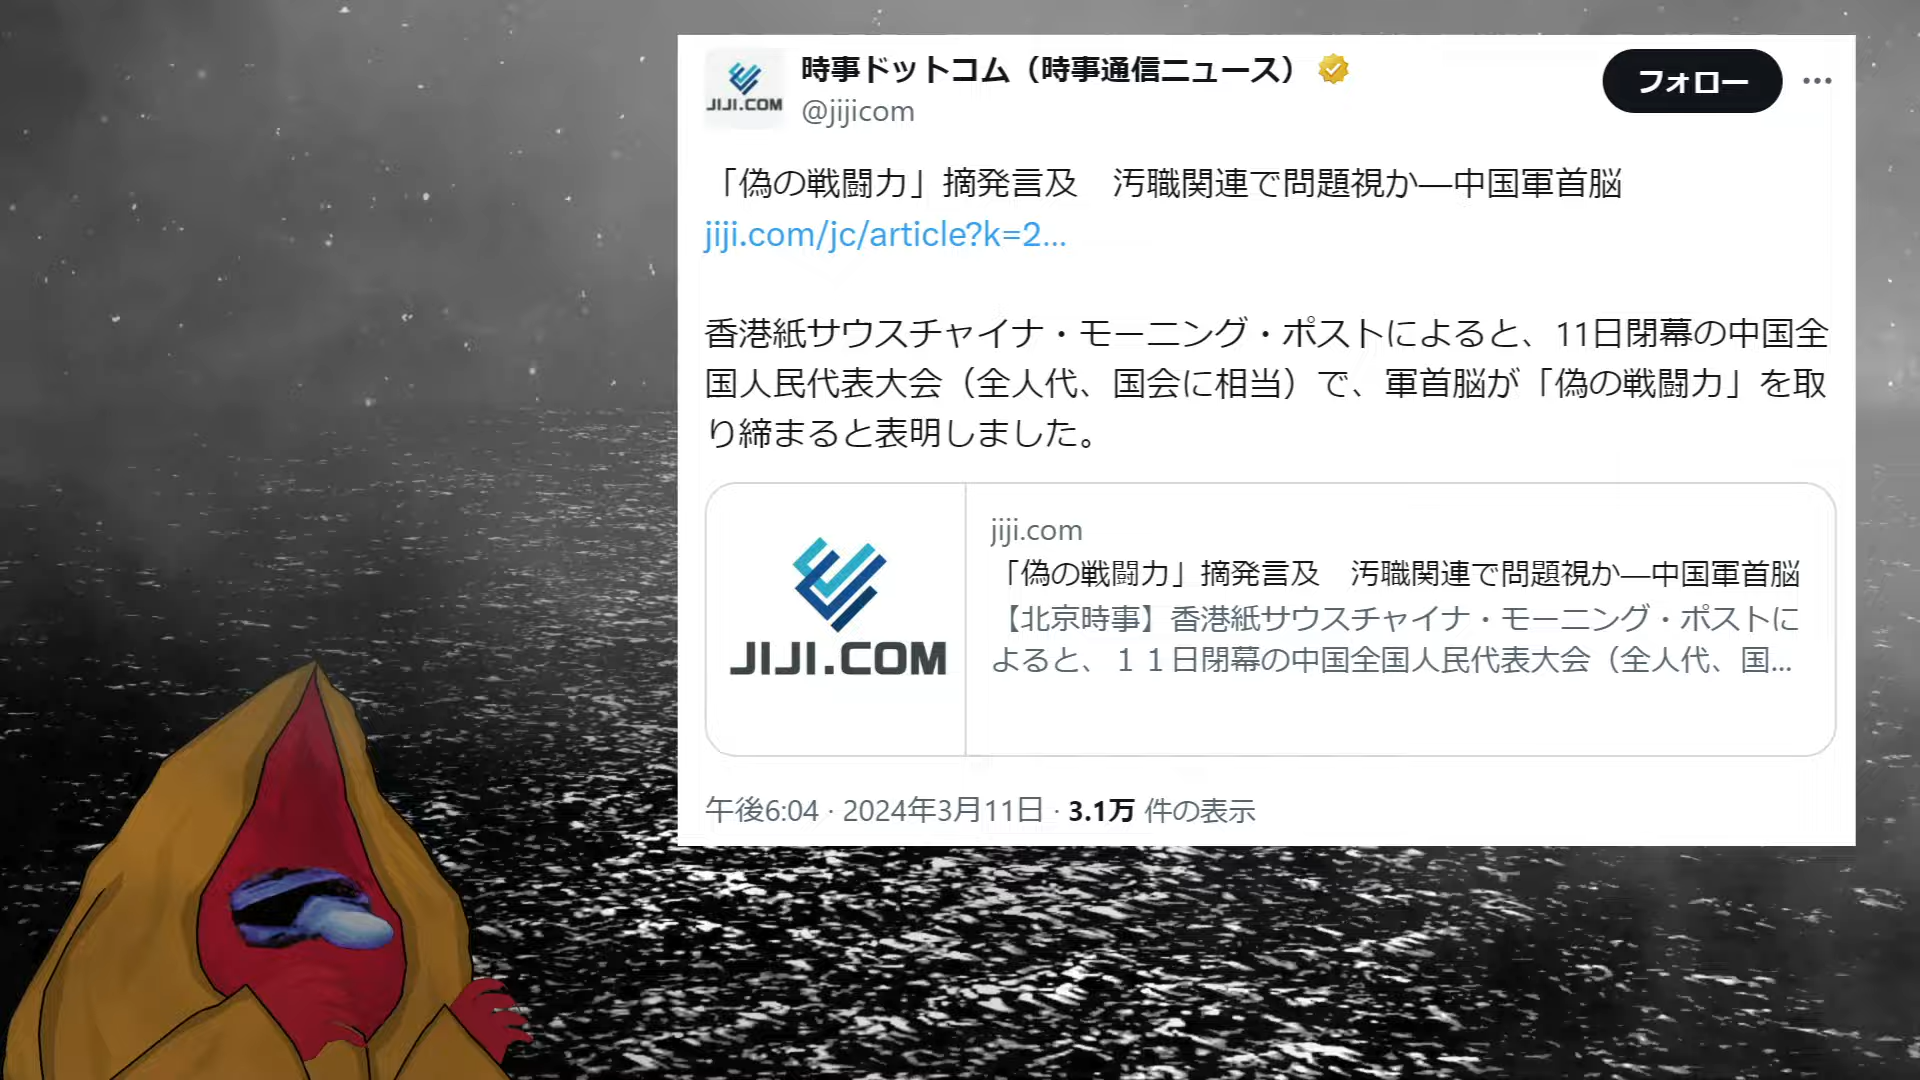 時事ドットコム（時事通信ニュース）
フォロー
JIJI.COM
@jijicom
「偽の戦闘力」摘発言及　汚職関連で問題視か―中国軍首脳
jiji.com/jc/article?k=2...
香港紙サウスチャイナ・モーニング・ポストによると、11日閉幕の中国全
国人民代表大会（全人代、国会に相当）で、軍首脳が「偽の戦闘力」を取
り締まると表明しました。
JIJI.COM
jiji.com
「偽の戦闘力」摘発言及　汚職関連で問題視か―中国軍首脳
【北京時事】香港紙サウスチャイナ・モーニング・ポストに
よると、１１日閉幕の中国全国人民代表大会（全人代、国...
午後6:04 · 2024年3月11日 · 3.1万 件の表示